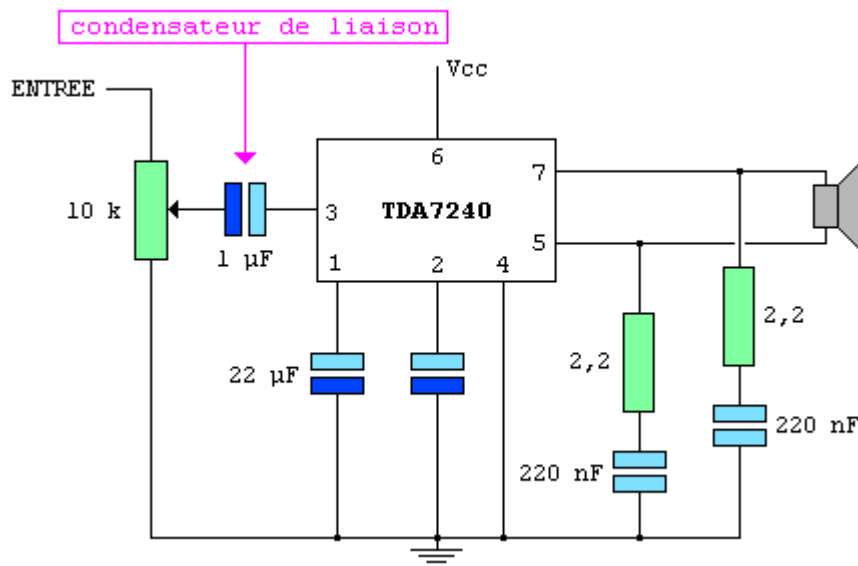 condensateur de liaison
Vcc
ENTREE
6
7
10 k
3
TDA7240
5
1 µF
1
2
4
2,2
2,2
22 µF
220 nF
220 nF